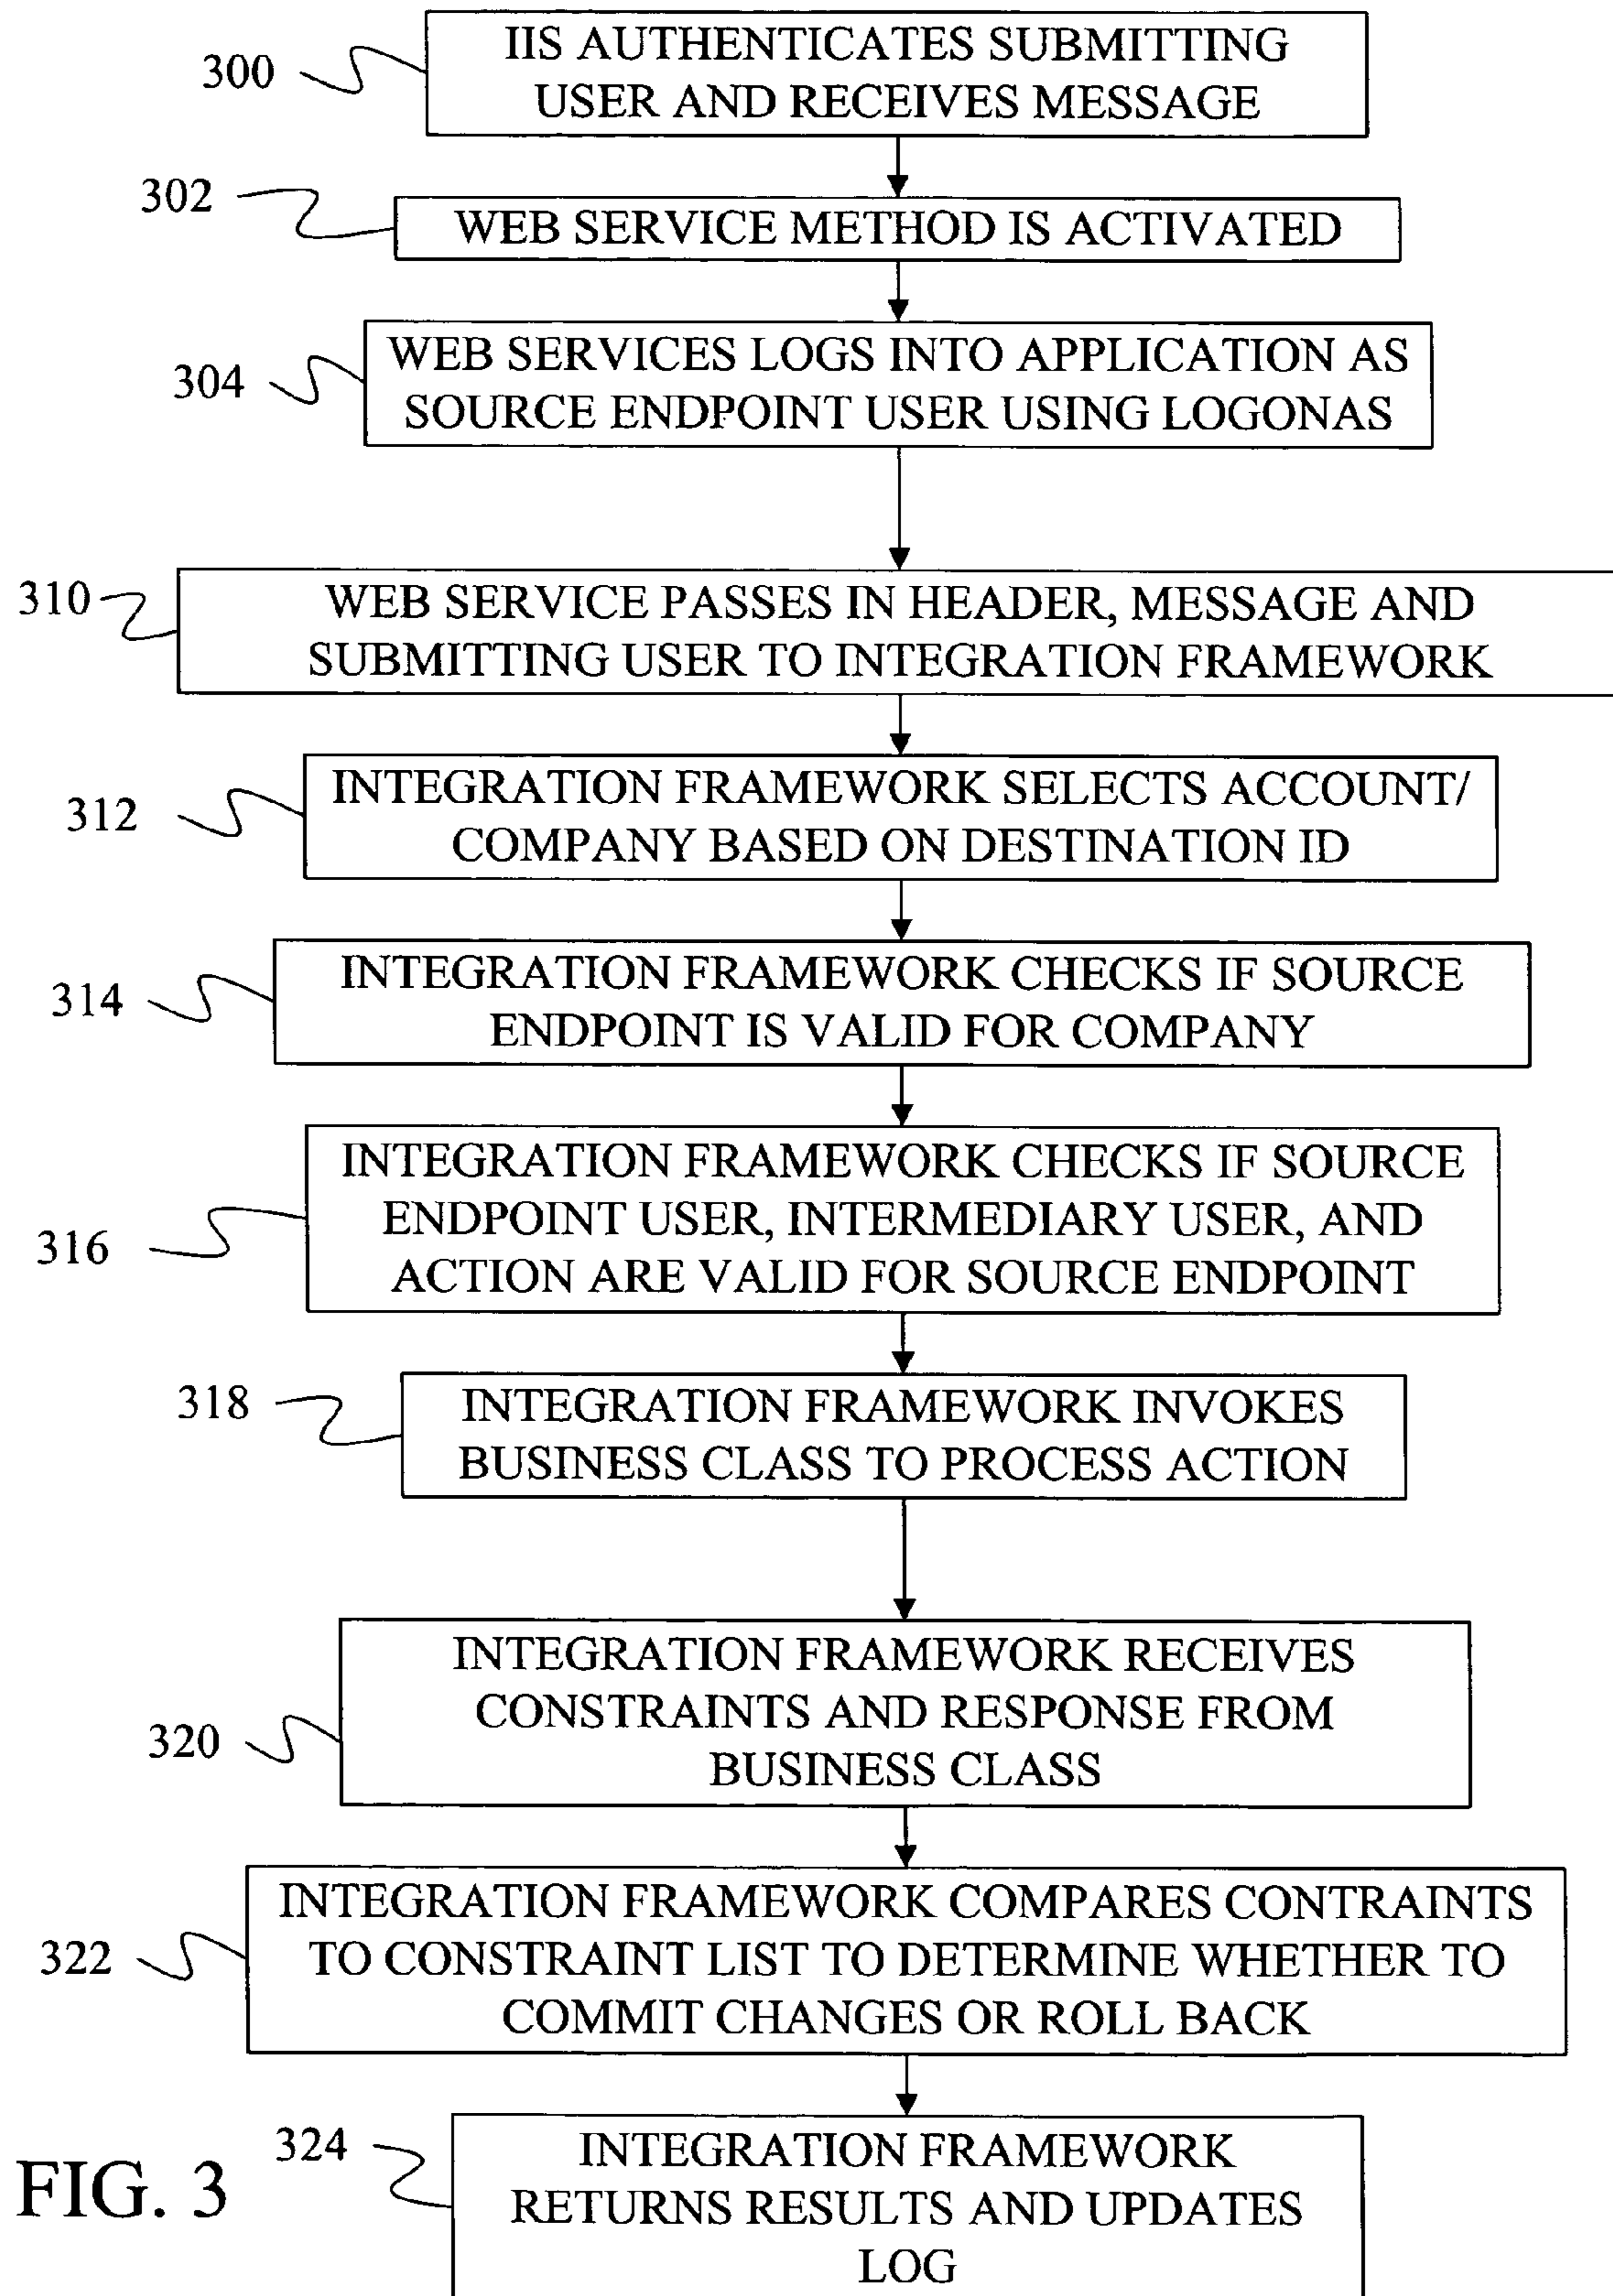 300
IIS AUTHENTICATES SUBMITTING
USER AND RECEIVES MESSAGE
302
WEB SERVICE METHOD IS ACTIVATED
304
WEB SERVICES LOGS INTO APPLICATION AS
SOURCE ENDPOINT USER USING LOGONAS
310
WEB SERVICE PASSES IN HEADER, MESSAGE AND
SUBMITTING USER TO INTEGRATION FRAMEWORK
312
INTEGRATION FRAMEWORK SELECTS ACCOUNT/
COMPANY BASED ON DESTINATION ID
314
INTEGRATION FRAMEWORK CHECKS IF SOURCE
ENDPOINT IS VALID FOR COMPANY
316
INTEGRATION FRAMEWORK CHECKS IF SOURCE
ENDPOINT USER, INTERMEDIARY USER, AND
ACTION ARE VALID FOR SOURCE ENDPOINT
318
INTEGRATION FRAMEWORK INVOKES
BUSINESS CLASS TO PROCESS ACTION
320
INTEGRATION FRAMEWORK RECEIVES
CONSTRAINTS AND RESPONSE FROM
BUSINESS CLASS
322
INTEGRATION FRAMEWORK COMPARES CONTRAINTS
TO CONSTRAINT LIST TO DETERMINE WHETHER TO
COMMIT CHANGES OR ROLL BACK
324
INTEGRATION FRAMEWORK
RETURNS RESULTS AND UPDATES
LOG
FIG. 3